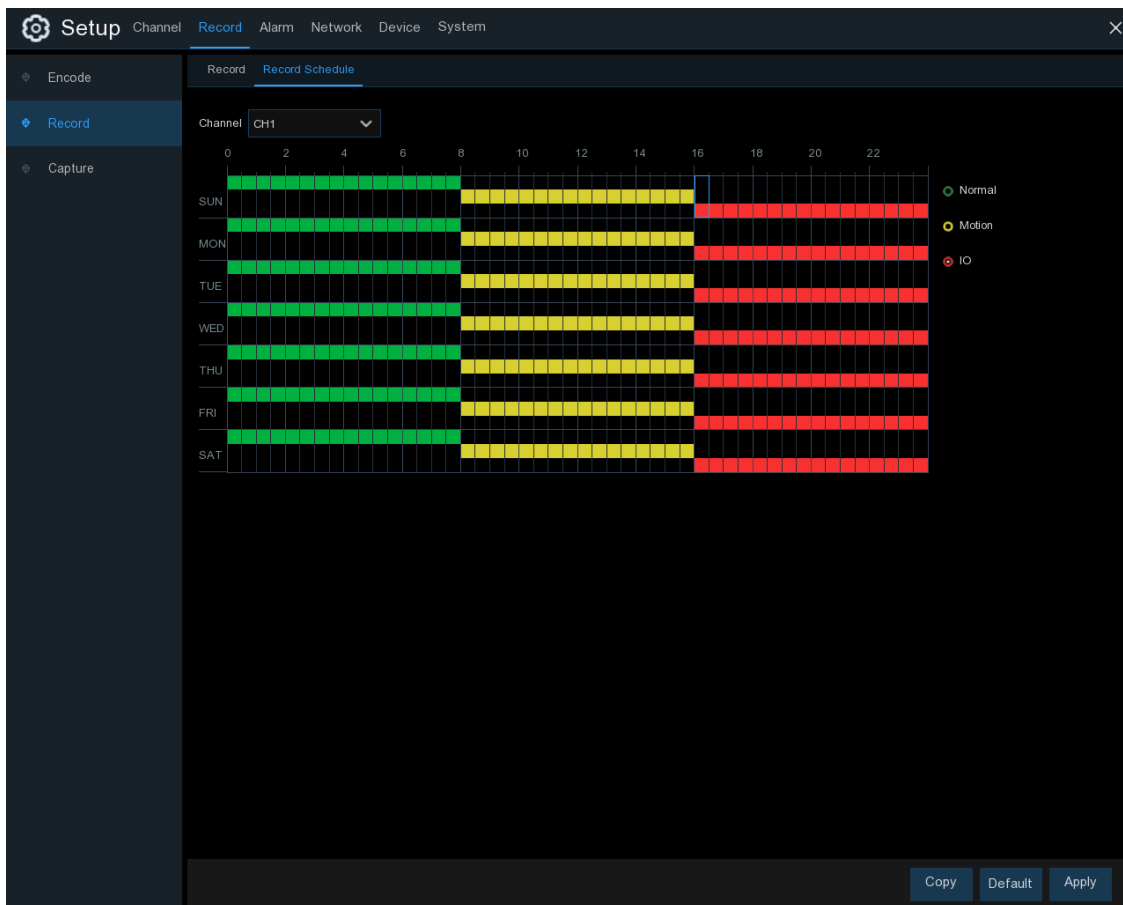 Setup Channel Record Alarm Network Device System
Encode
Record
Capture
Record Record Schedule
Channel CH1
0 2 4 6 8 10 12 14 16 18 20 22
SUN
MON
TUE
WED
THU
FRI
SAT
Normal
Motion
IO
Copy Default Apply